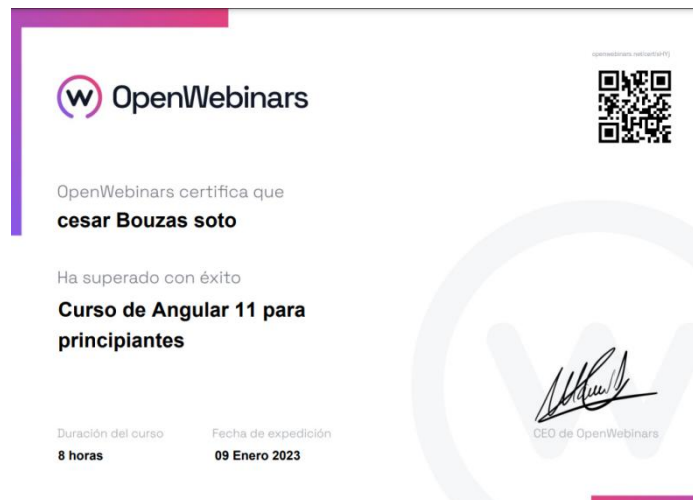 OpenWebinars
OpenWebinars certifica que
cesar Bouzas soto
Ha superado con éxito
Curso de Angular 11 para
principiantes
Duración del curso
8 horas
Fecha de expedición
09 Enero 2023
CEO de OpenWebinars